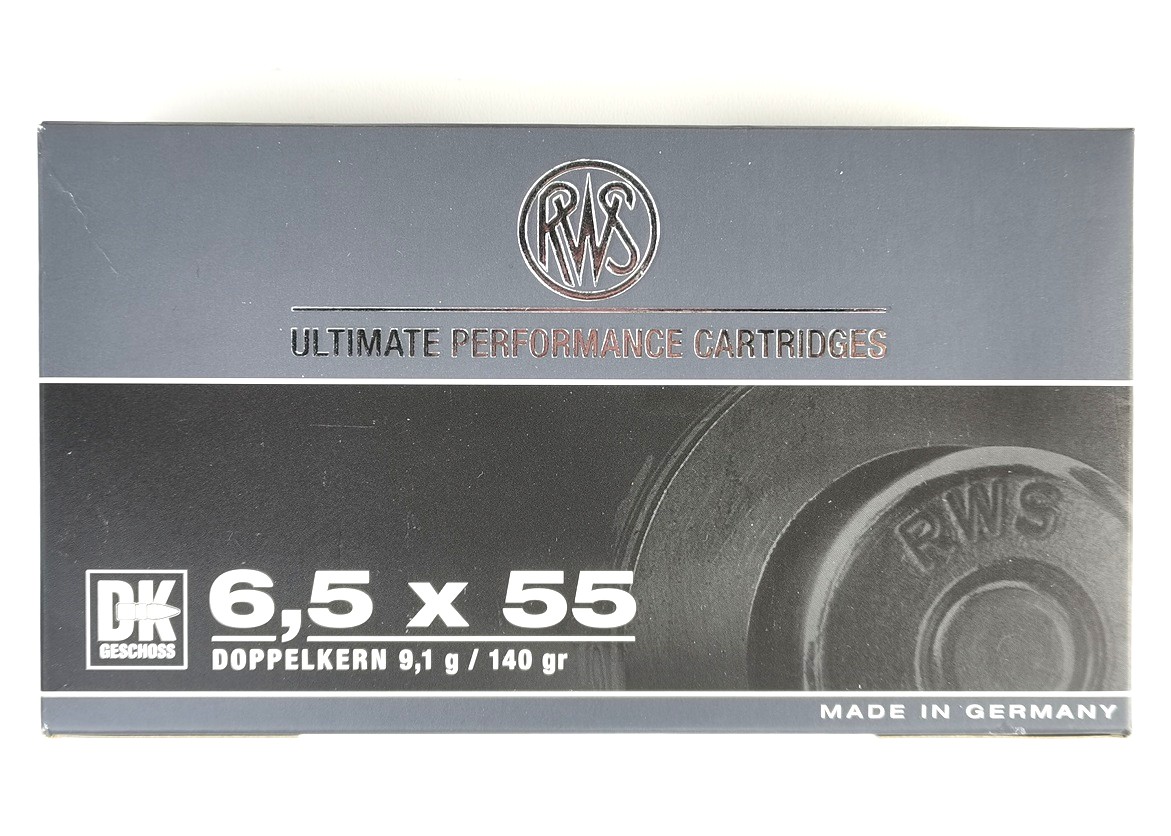 RWS
ULTIMATE PERFORMANCE CARTRIDGES
RWS
DK
GESCHOSS
6,5 x 55
DOPPELKERN 9,1 g / 140 gr
MADE IN GERMANY